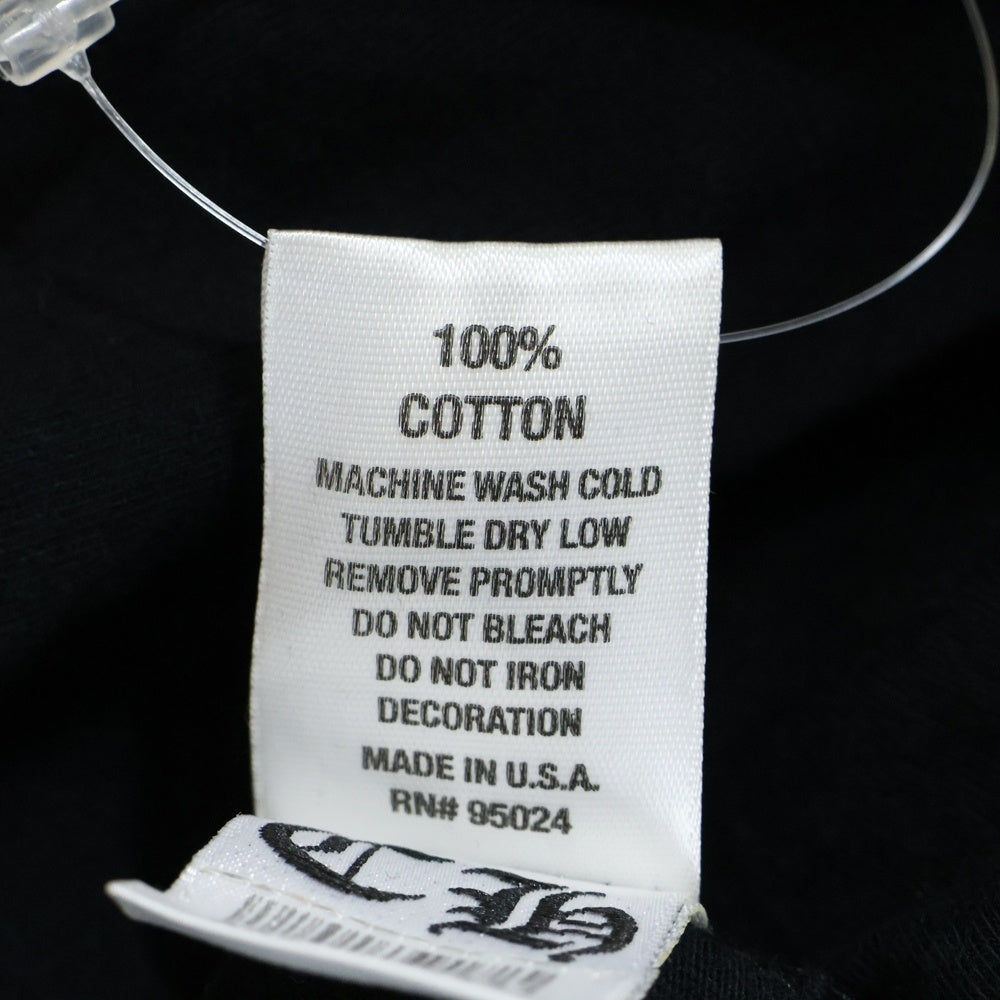 100%
COTTON
MACHINE WASH COLD
TUMBLE DRY LOW
REMOVE PROMPTLY
DO NOT BLEACH
DO NOT IRON
DECORATION
MADE IN U.S.A.
RN# 95024